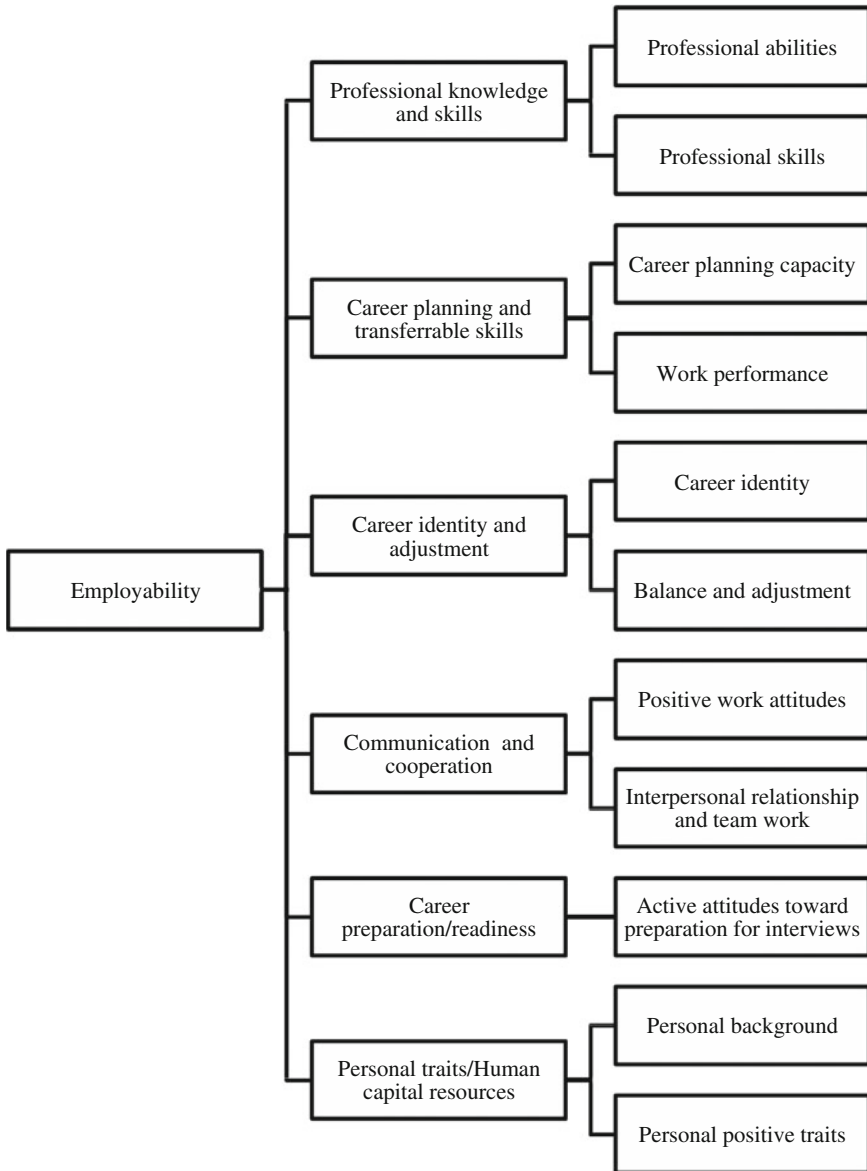 Professional abilities
Professional knowledge
and skills
Professional skills
Career planning capacity
Career planning and
transferrable skills
Work performance
Career identity
Career identity and
adjustment
Employability
Balance and adjustment
Positive work attitudes
Communication and
cooperation
Interpersonal relationship
and team work
Career
preparation/readiness
Active attitudes toward
preparation for interviews
Personal background
Personal traits/Human
capital resources
Personal positive traits